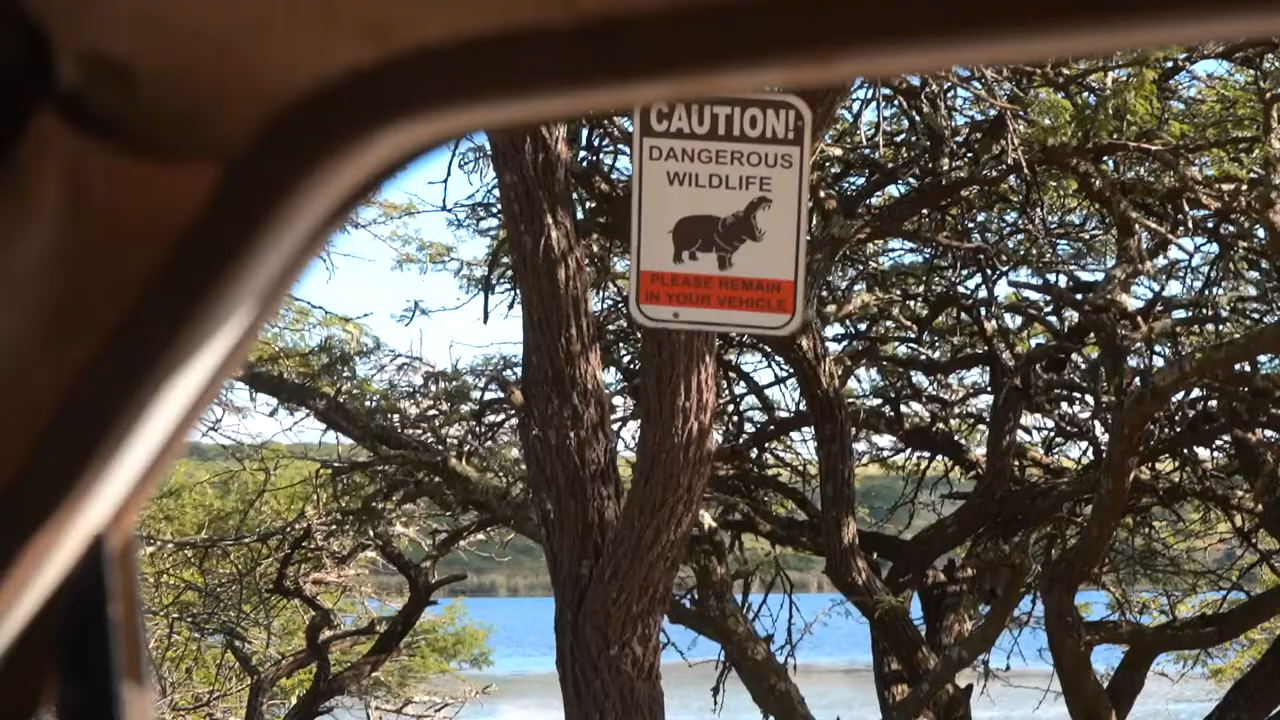 CAUTION!
DANGEROUS
WILDLIFE
PLEASE REMAIN
IN YOUR VEHICLE